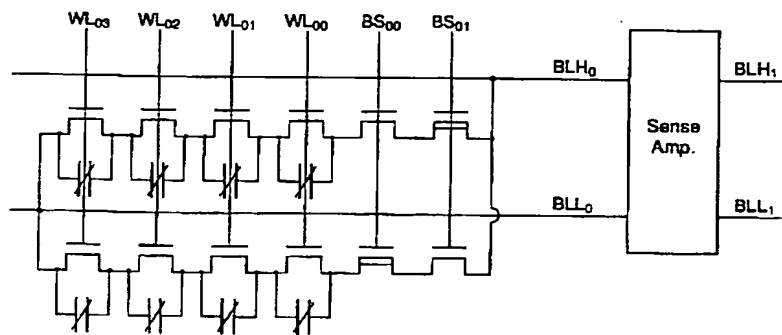 WL₀₃ WL₀₂ WL₀₁ WL₀₀ BS₀₀ BS₀₁
BLH₀ BLH₁
Sense
Amp.
BLL₀ BLL₁